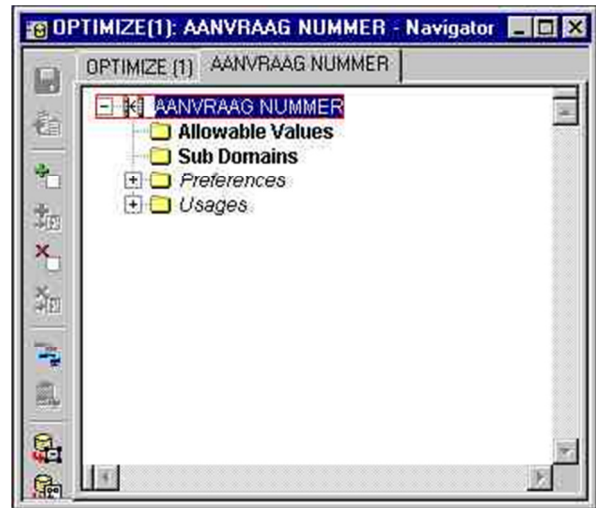 OPTIMIZE(1): AANVRAAG NUMMER - Navigator
OPTIMIZE (1) AANVRAAG NUMMER
AANVRAAG NUMMER
Allowable Values
Sub Domains
Preferences
Usages